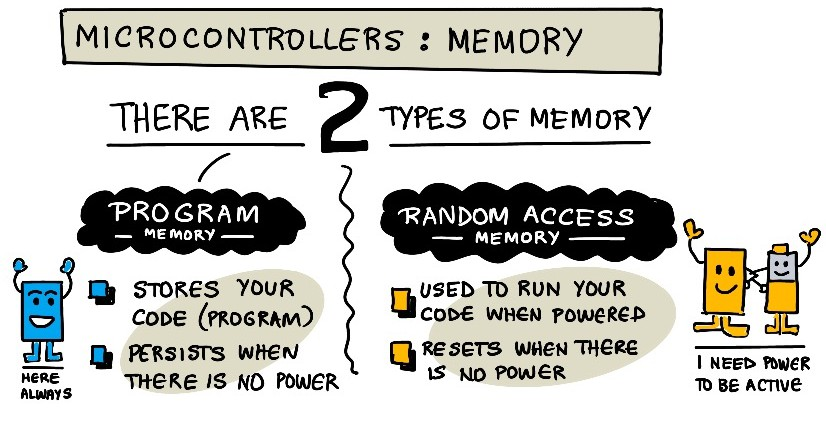 MICROCONTROLLERS : MEMORY
THERE ARE 2 TYPES OF MEMORY
PROGRAM
MEMORY
STORES YOUR
CODE (PROGRAM)
PERSISTS WHEN
THERE IS NO POWER
HERE
ALWAYS
RANDOM ACCESS
MEMORY
USED TO RUN YOUR
CODE WHEN POWERED
RESETS WHEN THERE
IS NO POWER
I NEED POWER
TO BE ACTIVE